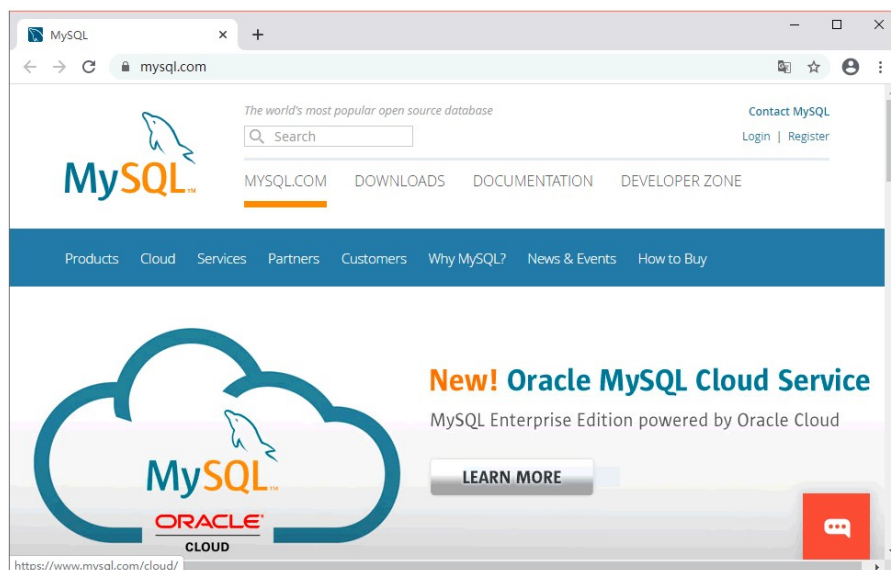 MySQL
mysql.com
The world's most popular open source database
Contact MySQL
Search
Login | Register
MySQL™
MYSQL.COM DOWNLOADS DOCUMENTATION DEVELOPER ZONE
Products Cloud Services Partners Customers Why MySQL? News & Events How to Buy
New! Oracle MySQL Cloud Service
MySQL Enterprise Edition powered by Oracle Cloud
LEARN MORE
MySQL™
ORACLE®
CLOUD
https://www.mysql.com/cloud/